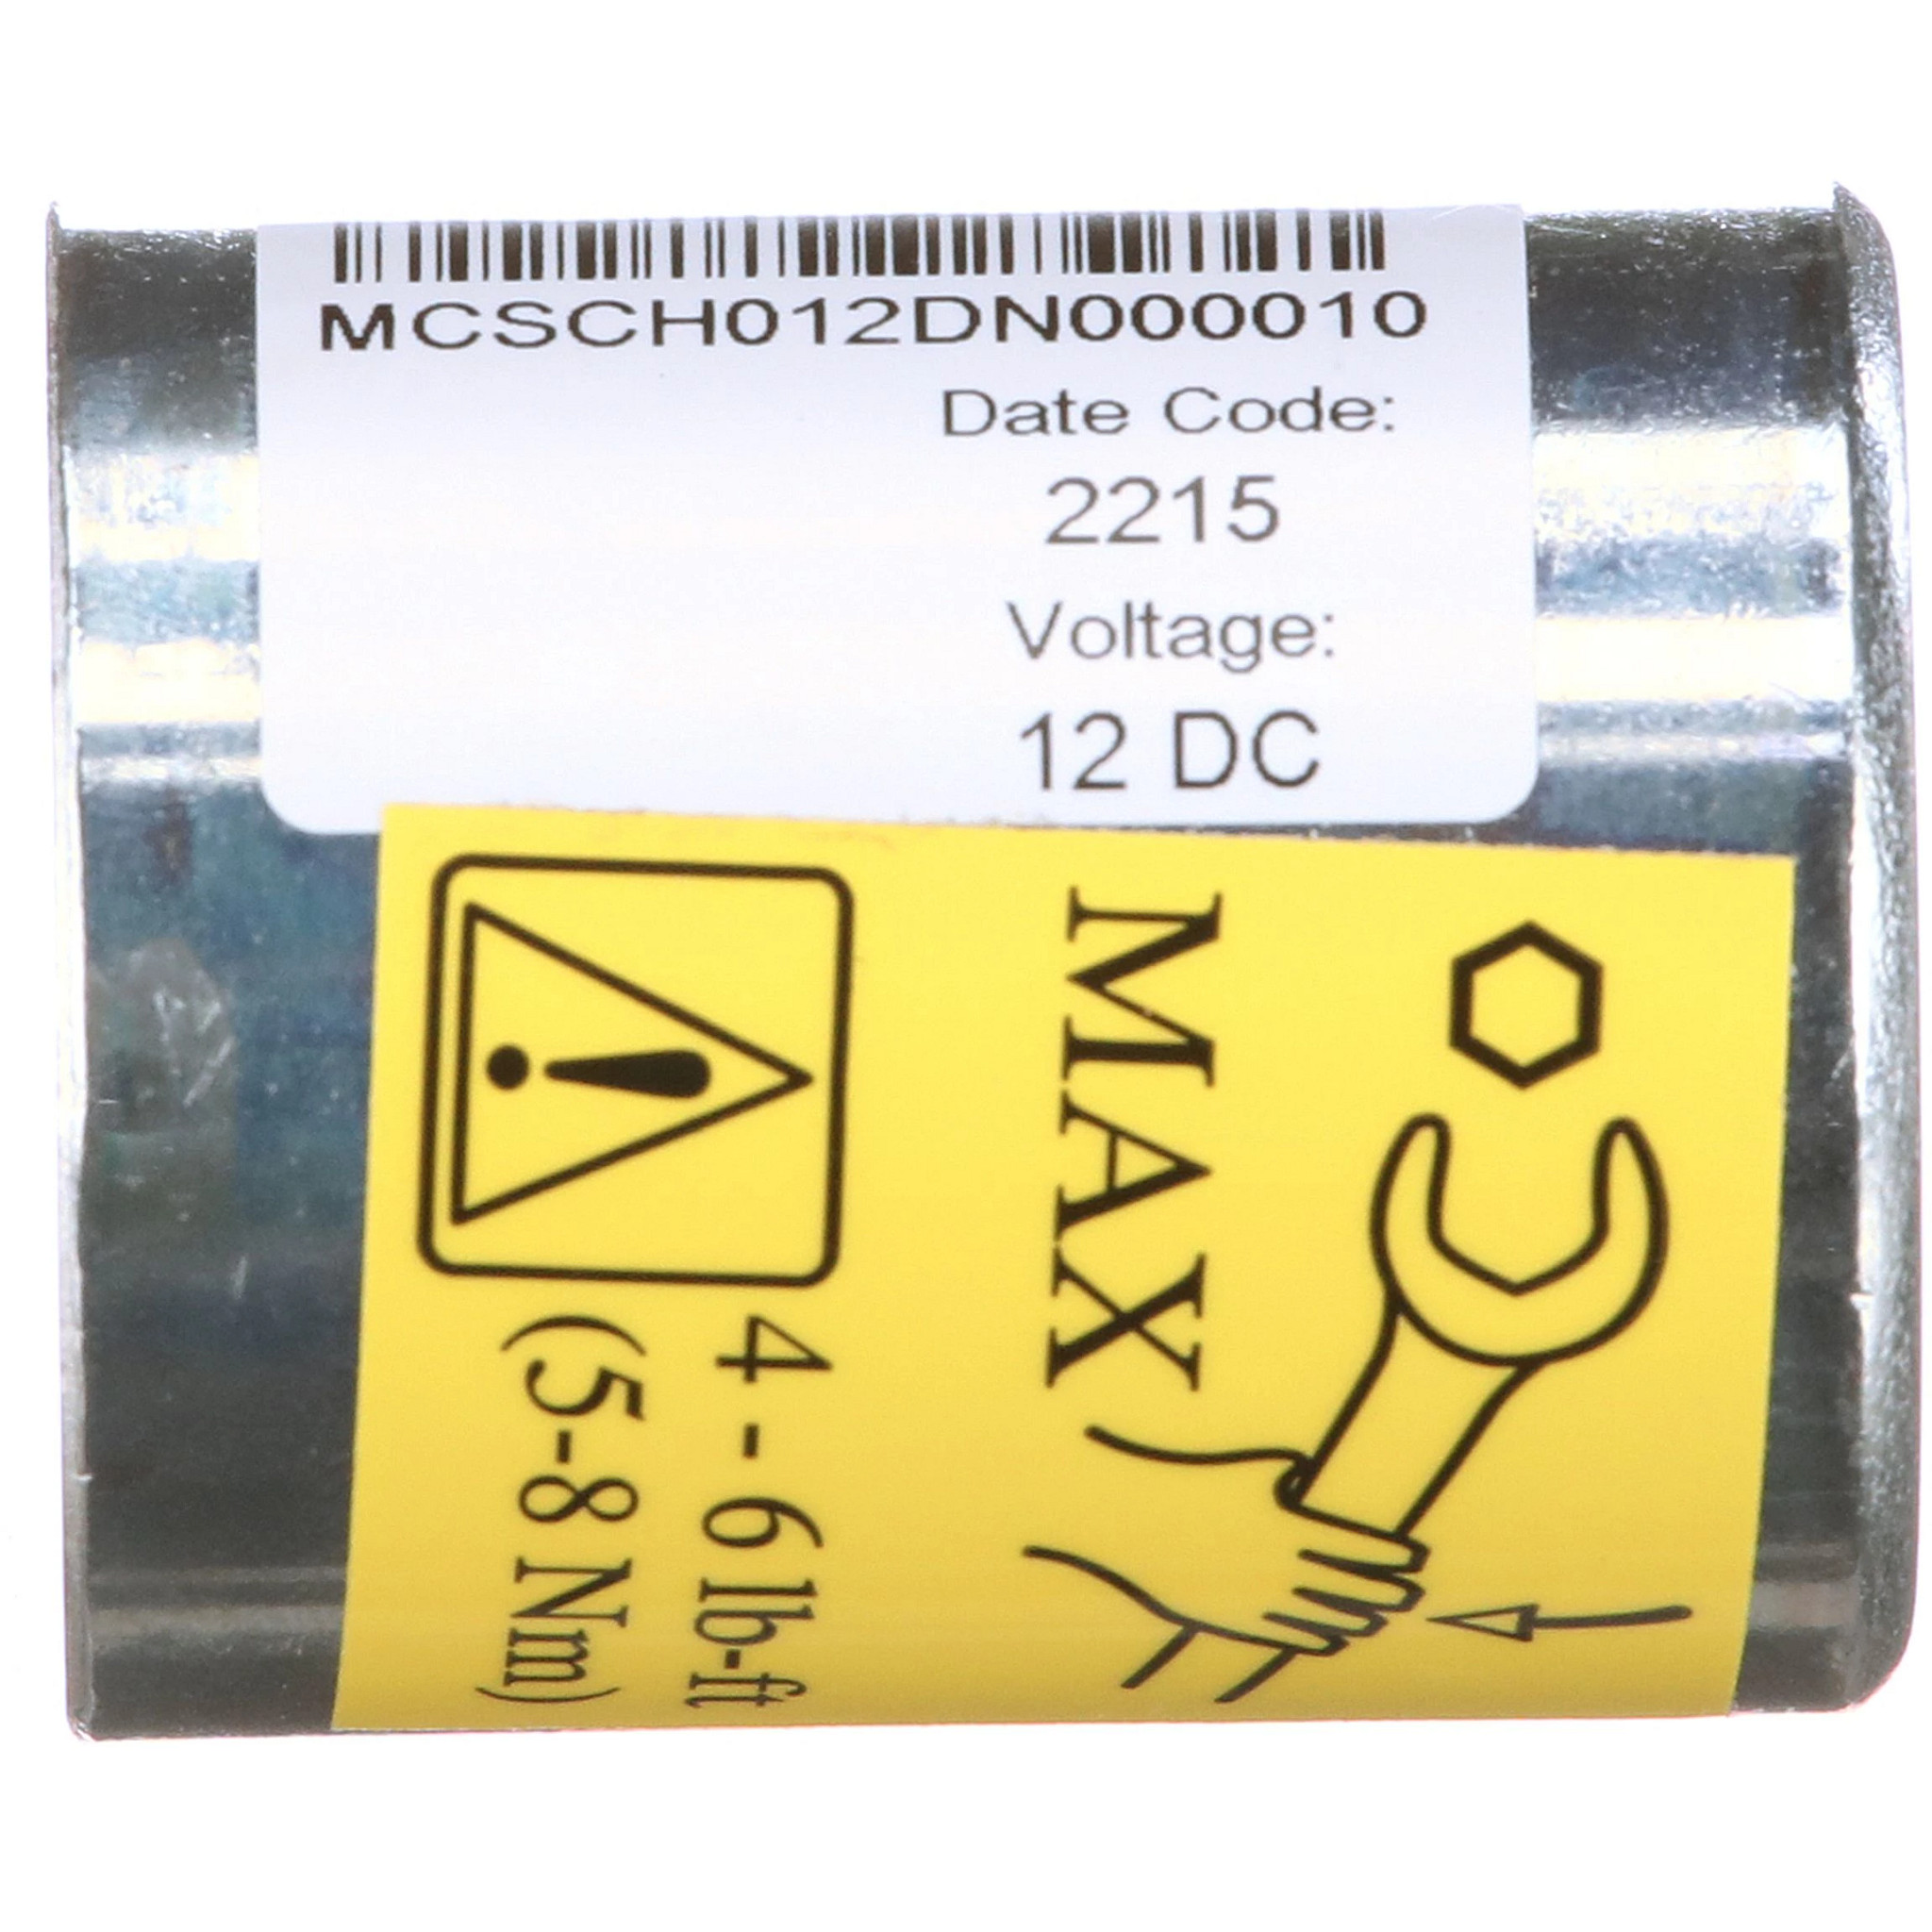 MCSCH012DN000010
Date Code:
2215
Voltage:
12 DC
MAX
4 - 6 lb-ft
(5-8 Nm)